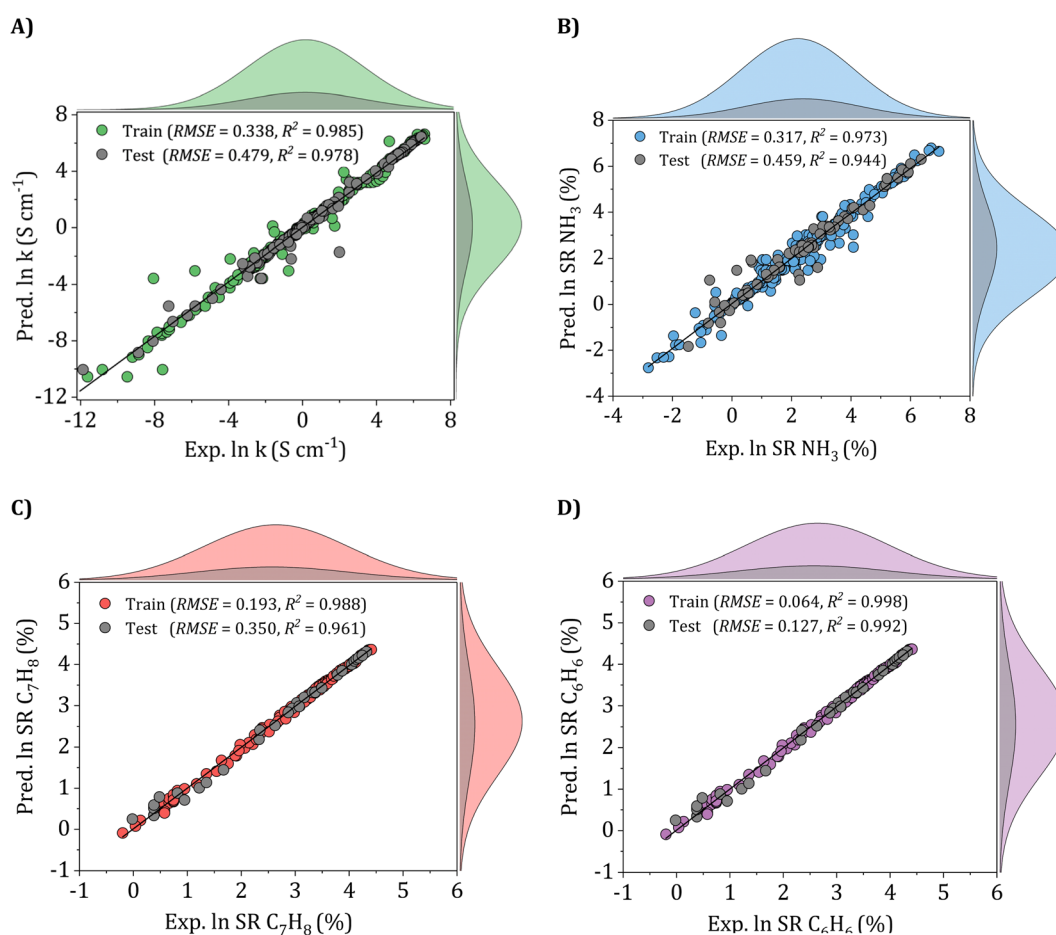 A)
8
4
0
-4
-8
-12
Pred. ln k (S cm⁻¹)
Train (RMSE = 0.338, R² = 0.985)
Test (RMSE = 0.479, R² = 0.978)
-12 -8 -4 0 4 8
Exp. ln k (S cm⁻¹)
B)
8
6
4
2
0
-2
-4
Pred. ln SR NH₃ (%)
Train (RMSE = 0.317, R² = 0.973)
Test (RMSE = 0.459, R² = 0.944)
-4 -2 0 2 4 6 8
Exp. ln SR NH₃ (%)
C)
6
5
4
3
2
1
0
-1
Pred. ln SR C₇H₈ (%)
Train (RMSE = 0.193, R² = 0.988)
Test (RMSE = 0.350, R² = 0.961)
-1 0 1 2 3 4 5 6
Exp. ln SR C₇H₈ (%)
D)
6
5
4
3
2
1
0
-1
Pred. ln SR C₆H₆ (%)
Train (RMSE = 0.064, R² = 0.998)
Test (RMSE = 0.127, R² = 0.992)
-1 0 1 2 3 4 5 6
Exp. ln SR C₆H₆ (%)